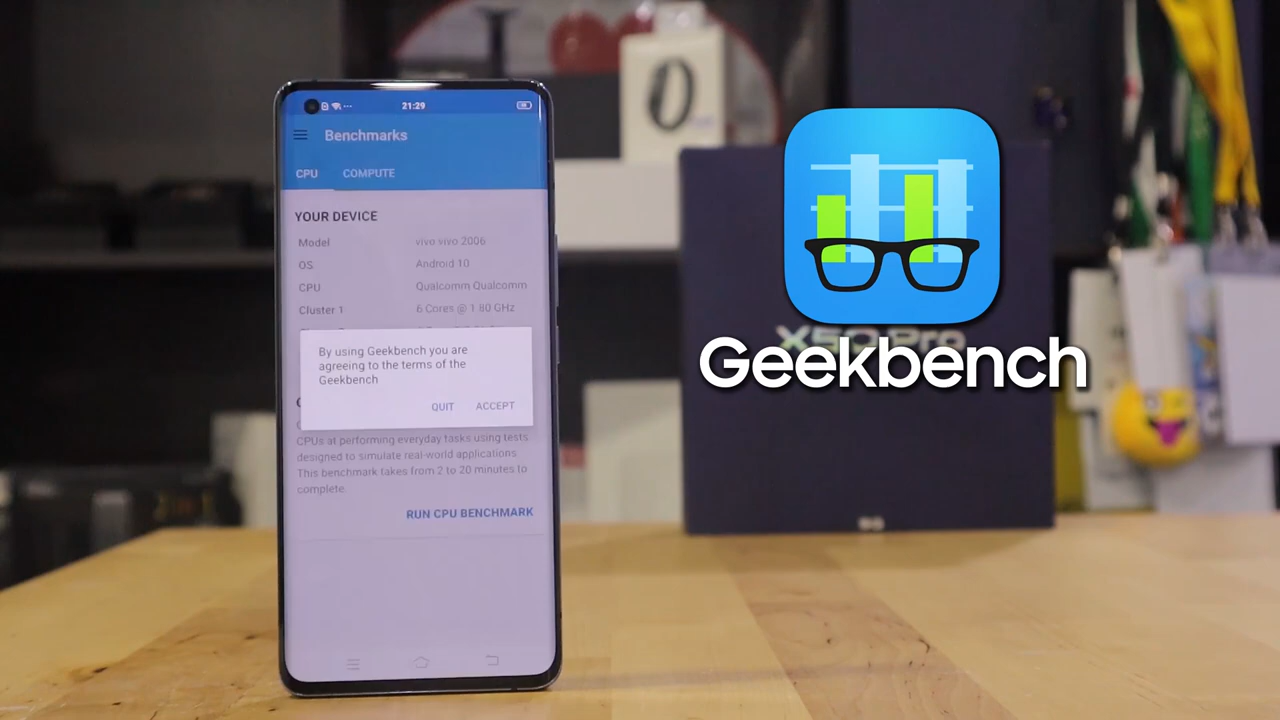 21:29
Benchmarks
CPU COMPUTE
YOUR DEVICE
Model vivo vivo 2006
OS Android 10
CPU Qualcomm Qualcomm
Cluster 1 6 Cores @ 1.80 GHz
By using Geekbench you are
agreeing to the terms of the
Geekbench
QUIT ACCEPT
CPUs at performing everyday tasks using tests
designed to simulate real-world applications.
This benchmark takes from 2 to 20 minutes to
complete.
RUN CPU BENCHMARK
X50 Pro
Geekbench